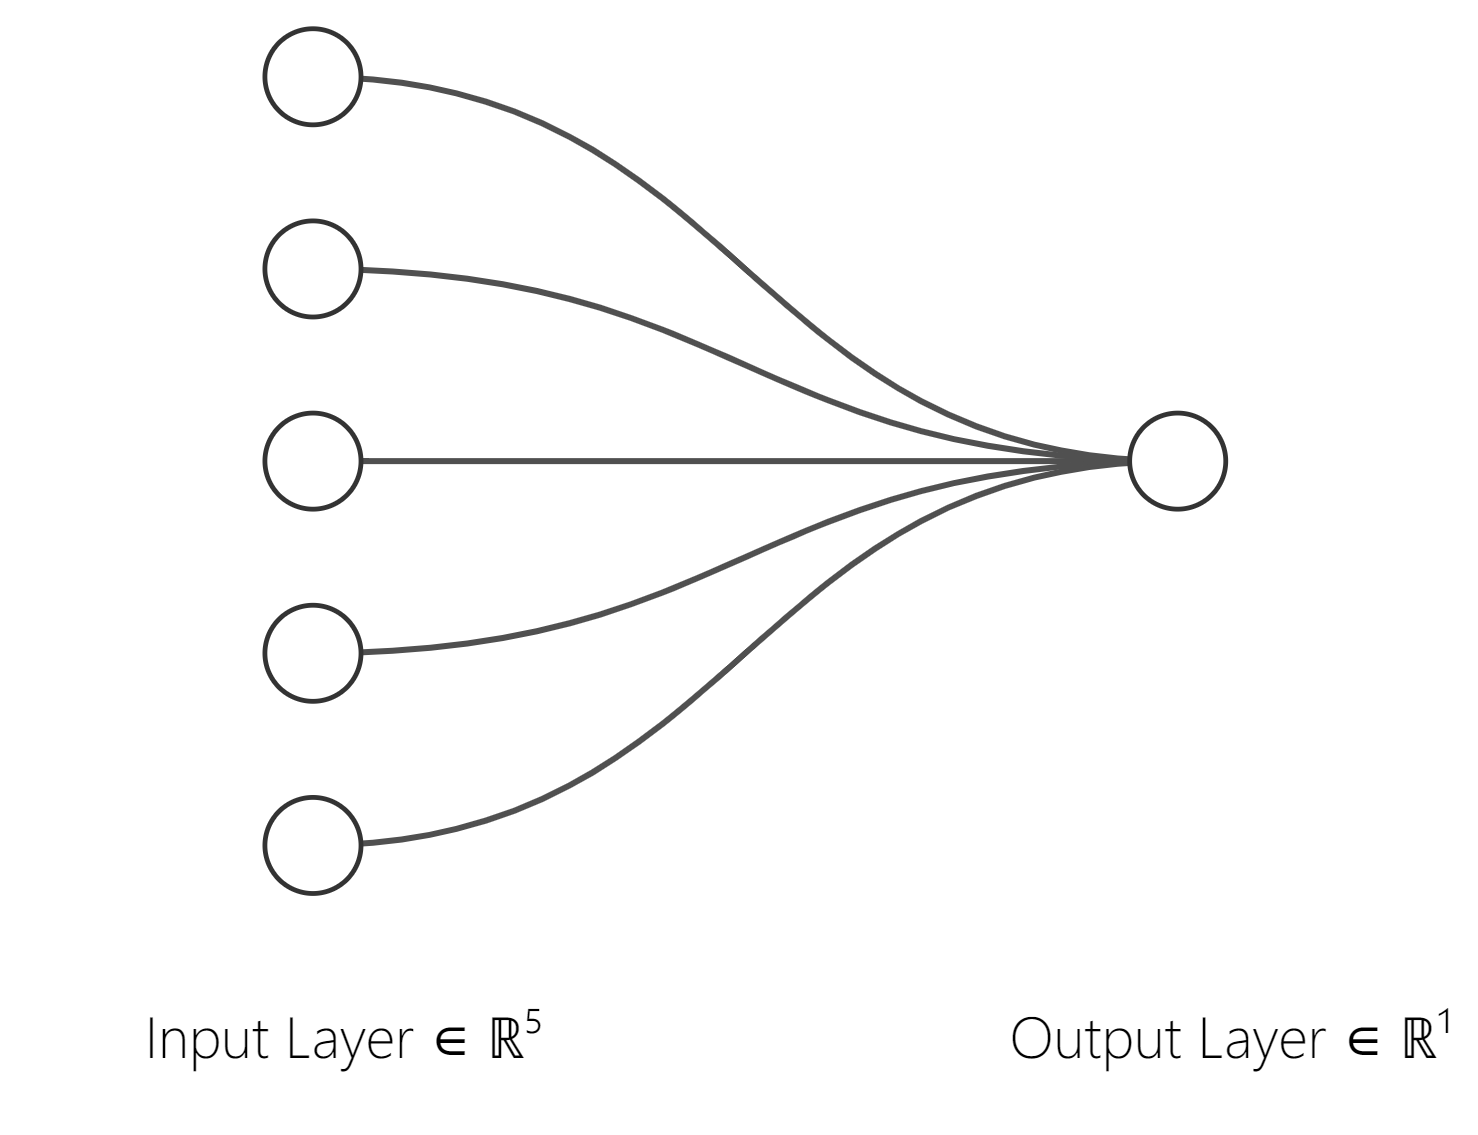 Input Layer ∈ ℝ⁵
Output Layer ∈ ℝ¹